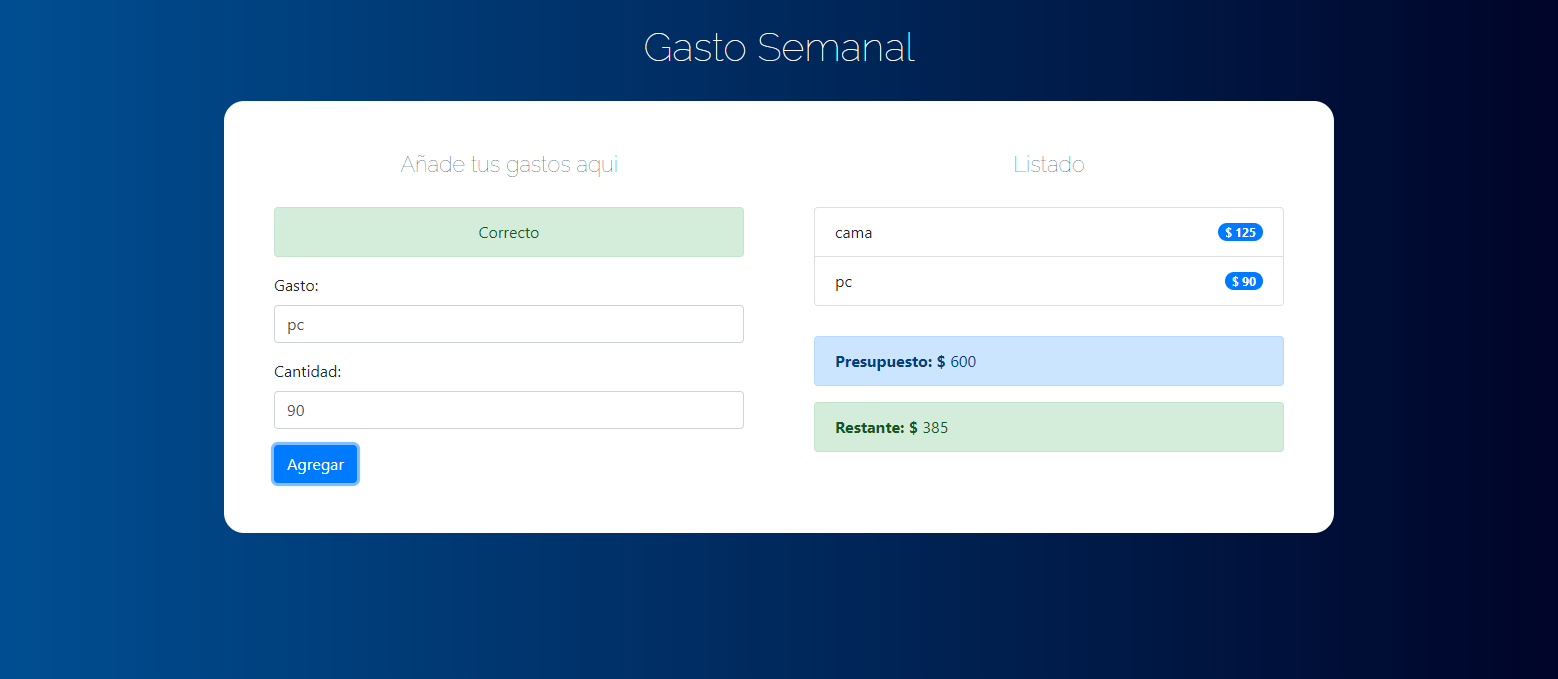 Gasto Semanal
Añade tus gastos aqui
Correcto
Gasto:
pc
Cantidad:
90
Agregar
Listado
cama $ 125
pc $ 90
Presupuesto: $ 600
Restante: $ 385